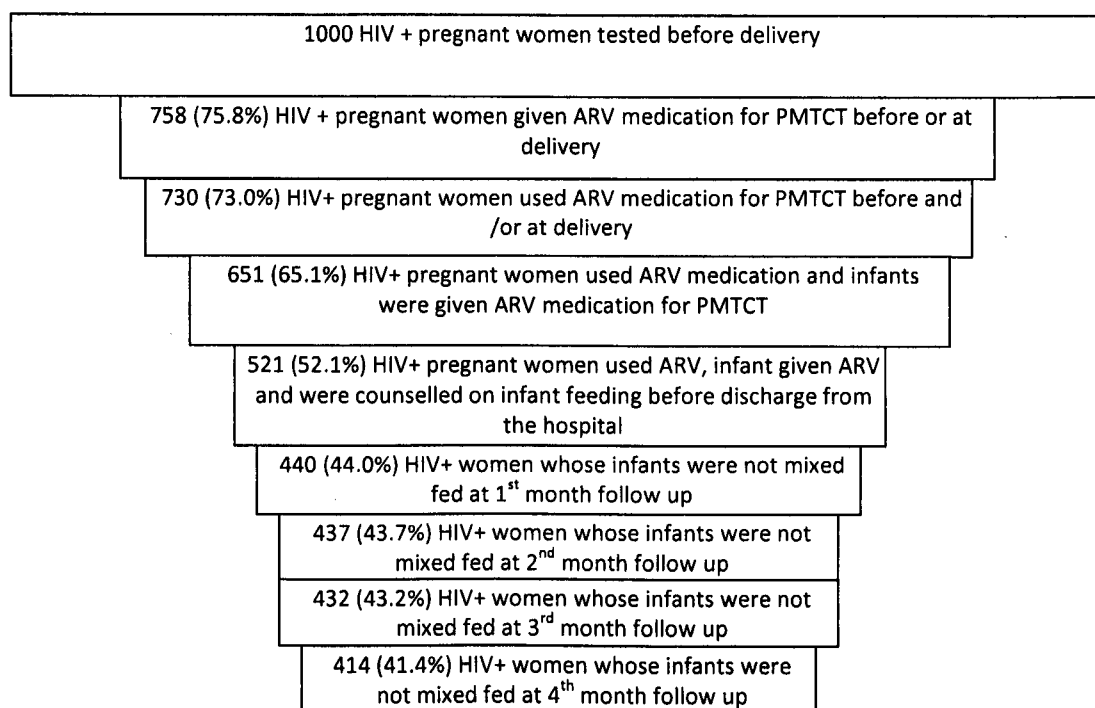 1000 HIV + pregnant women tested before delivery
758 (75.8%) HIV + pregnant women given ARV medication for PMTCT before or at
delivery
730 (73.0%) HIV+ pregnant women used ARV medication for PMTCT before and
/or at delivery
651 (65.1%) HIV+ pregnant women used ARV medication and infants
were given ARV medication for PMTCT
521 (52.1%) HIV+ pregnant women used ARV, infant given ARV
and were counselled on infant feeding before discharge from
the hospital
440 (44.0%) HIV+ women whose infants were not mixed
fed at 1st month follow up
437 (43.7%) HIV+ women whose infants were not
mixed fed at 2nd month follow up
432 (43.2%) HIV+ women whose infants were not
mixed fed at 3rd month follow up
414 (41.4%) HIV+ women whose infants were
not mixed fed at 4th month follow up